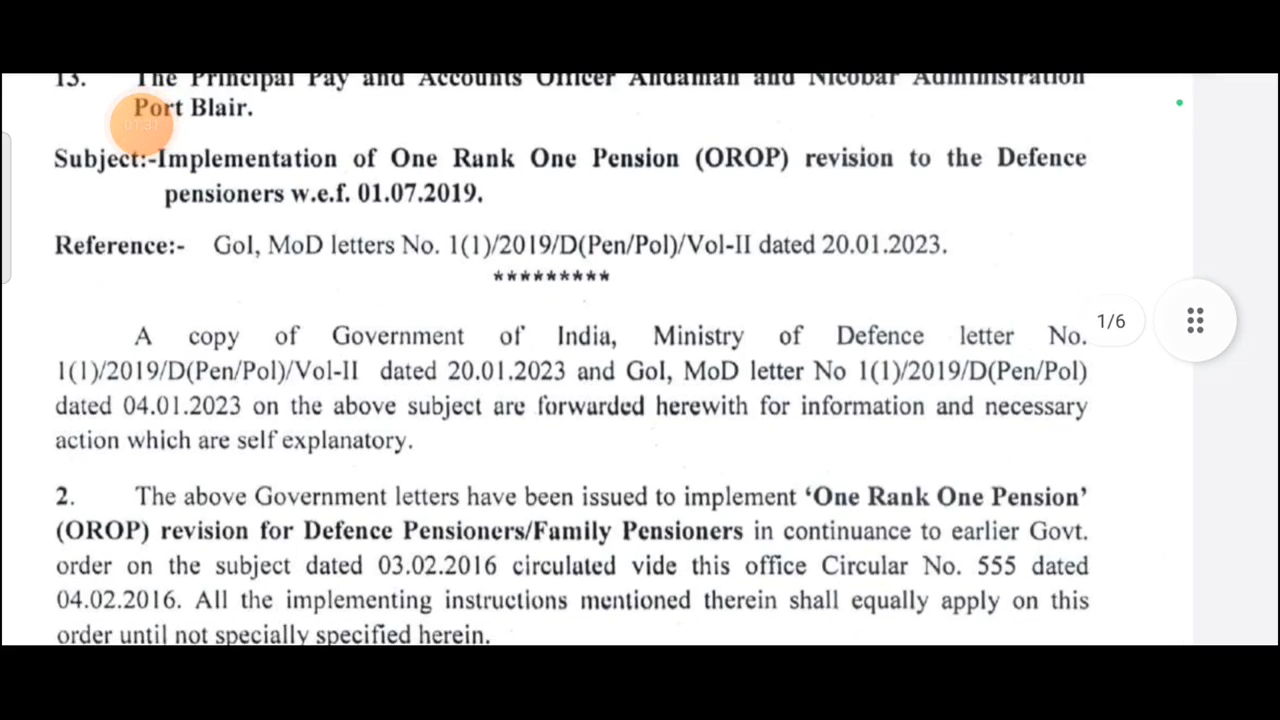 13. The Principal Pay and Accounts Officer Andaman and Nicobar Administration
Port Blair.
01:31
Subject:-Implementation of One Rank One Pension (OROP) revision to the Defence
pensioners w.e.f. 01.07.2019.
Reference:- GoI, MoD letters No. 1(1)/2019/D(Pen/Pol)/Vol-II dated 20.01.2023.
*********
A copy of Government of India, Ministry of Defence letter No.
1/6
1(1)/2019/D(Pen/Pol)/Vol-II dated 20.01.2023 and GoI, MoD letter No 1(1)/2019/D(Pen/Pol)
dated 04.01.2023 on the above subject are forwarded herewith for information and necessary
action which are self explanatory.
2. The above Government letters have been issued to implement ‘One Rank One Pension’
(OROP) revision for Defence Pensioners/Family Pensioners in continuance to earlier Govt.
order on the subject dated 03.02.2016 circulated vide this office Circular No. 555 dated
04.02.2016. All the implementing instructions mentioned therein shall equally apply on this
order until not specially specified herein.